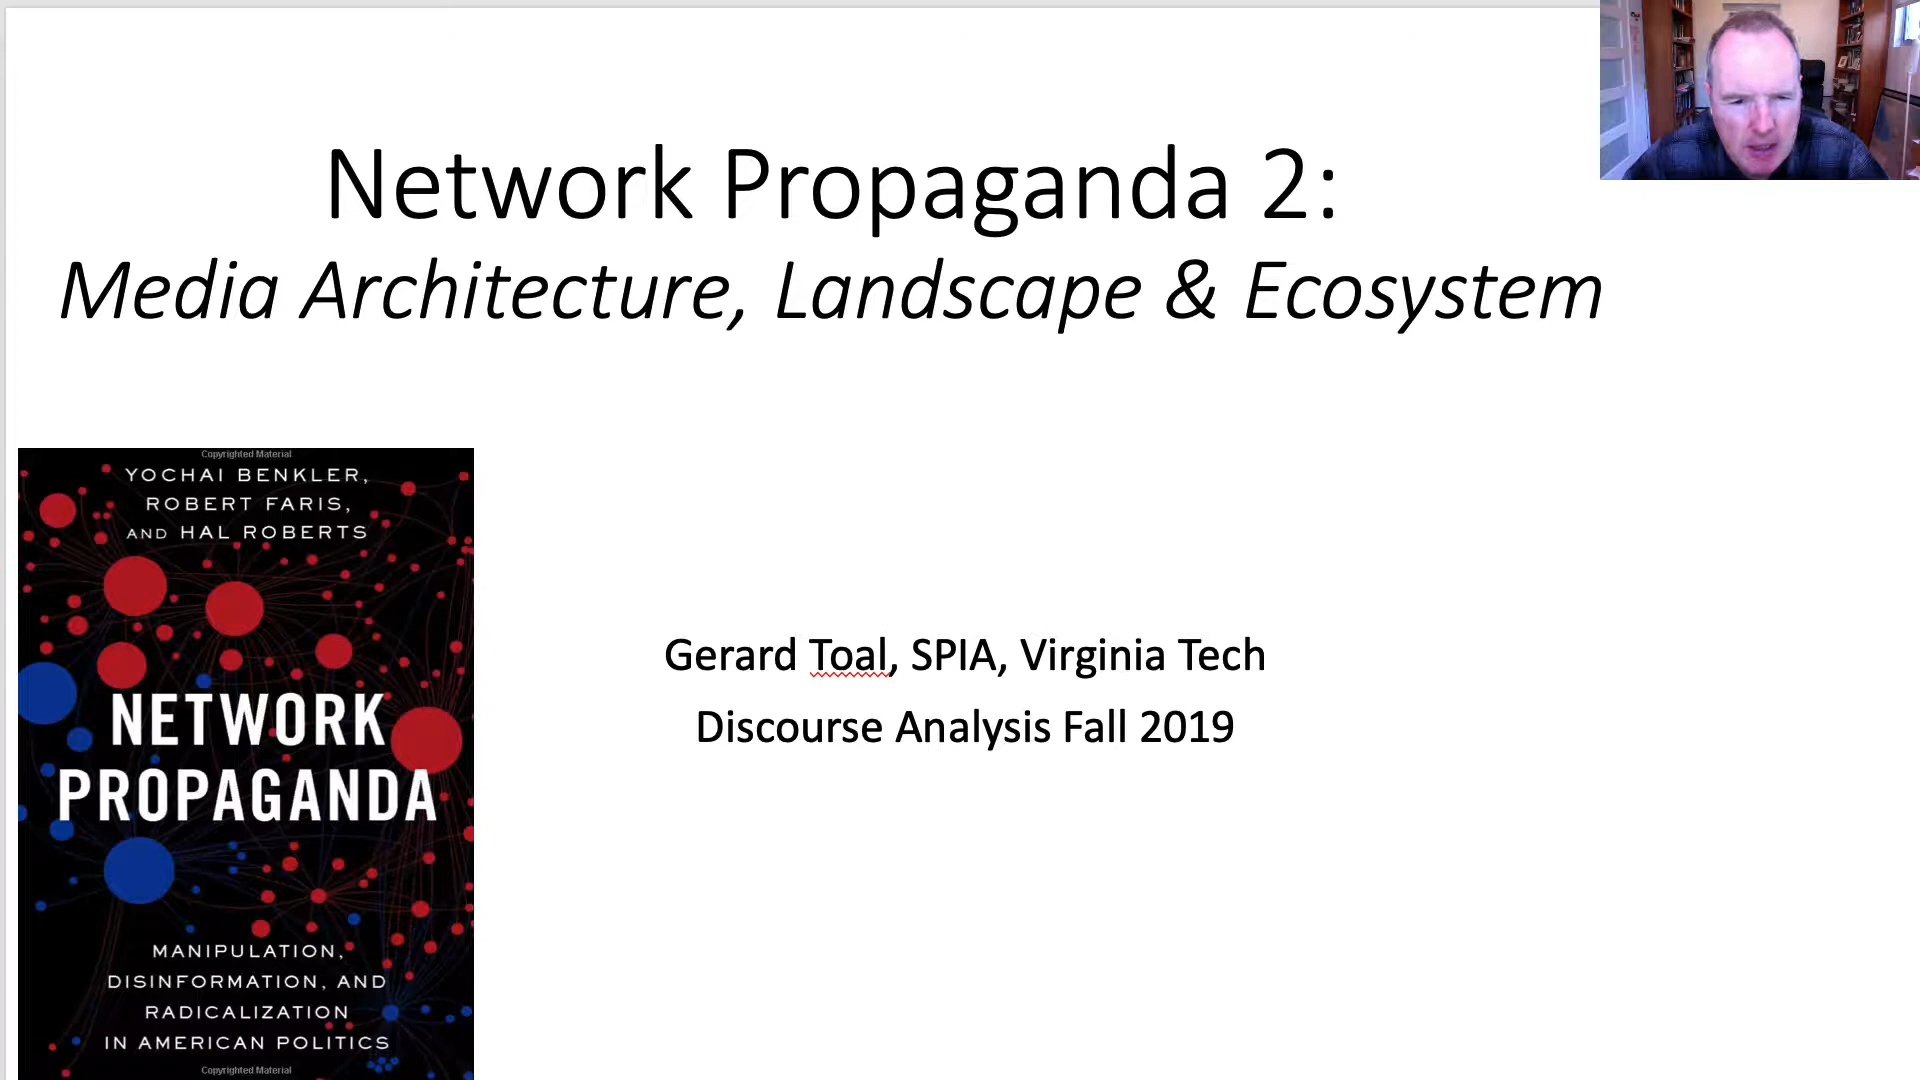 Network Propaganda 2:
Media Architecture, Landscape & Ecosystem
Copyrighted Material
YOCHAI BENKLER,
ROBERT FARIS,
AND HAL ROBERTS
NETWORK
PROPAGANDA
MANIPULATION,
DISINFORMATION, AND
RADICALIZATION
IN AMERICAN POLITICS
Copyrighted Material
Gerard Toal, SPIA, Virginia Tech
Discourse Analysis Fall 2019